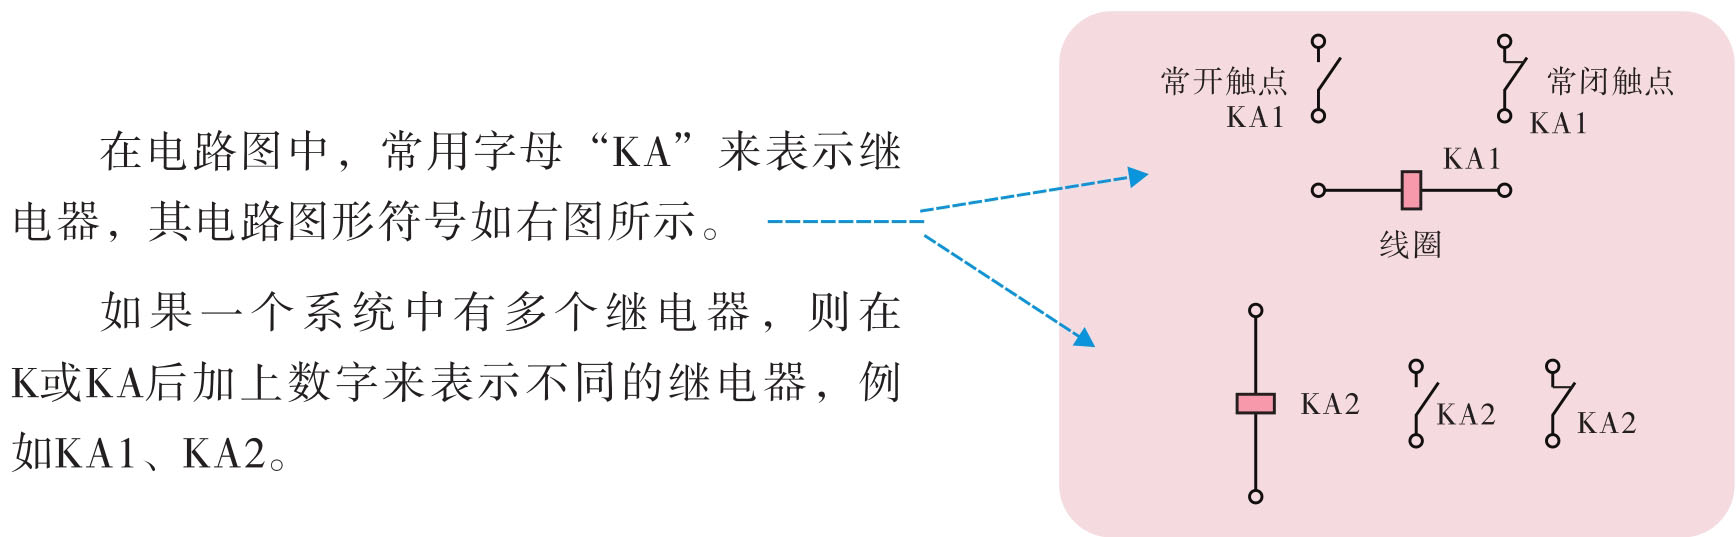 在电路图中，常用字母“KA”来表示继
电器，其电路图形符号如右图所示。
如果一个系统中有多个继电器，则在
K或KA后加上数字来表示不同的继电器，例
如KA1、KA2。
常开触点
KA1
常闭触点
KA1
KA1
线圈
KA2
KA2
KA2